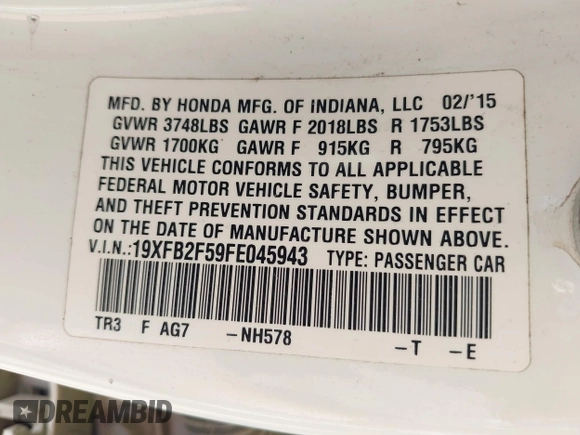 MFD. BY HONDA MFG. OF INDIANA, LLC 02/'15
GVWR 3748LBS GAWR F 2018LBS R 1753LBS
GVWR 1700KG GAWR F 915KG R 795KG
THIS VEHICLE CONFORMS TO ALL APPLICABLE
FEDERAL MOTOR VEHICLE SAFETY, BUMPER,
AND THEFT PREVENTION STANDARDS IN EFFECT
ON THE DATE OF MANUFACTURE SHOWN ABOVE.
V.I.N.:19XFB2F59FE045943 TYPE: PASSENGER CAR
TR3 F AG7 –NH578 –T –E
DREAMBID